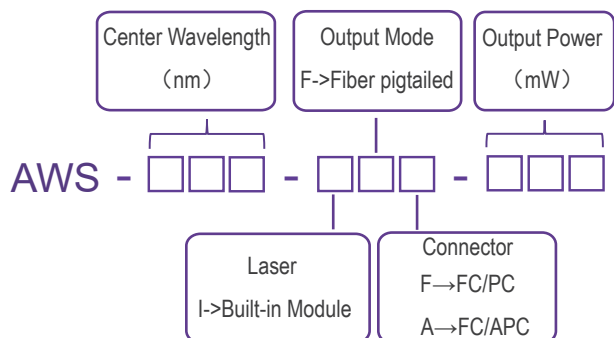 Center Wavelength
（nm）
Output Mode
F->Fiber pigtailed
Output Power
（mW）
AWS - □□□ - □□□ - □□□
Laser
I->Built-in Module
Connector
F→FC/PC
A→FC/APC